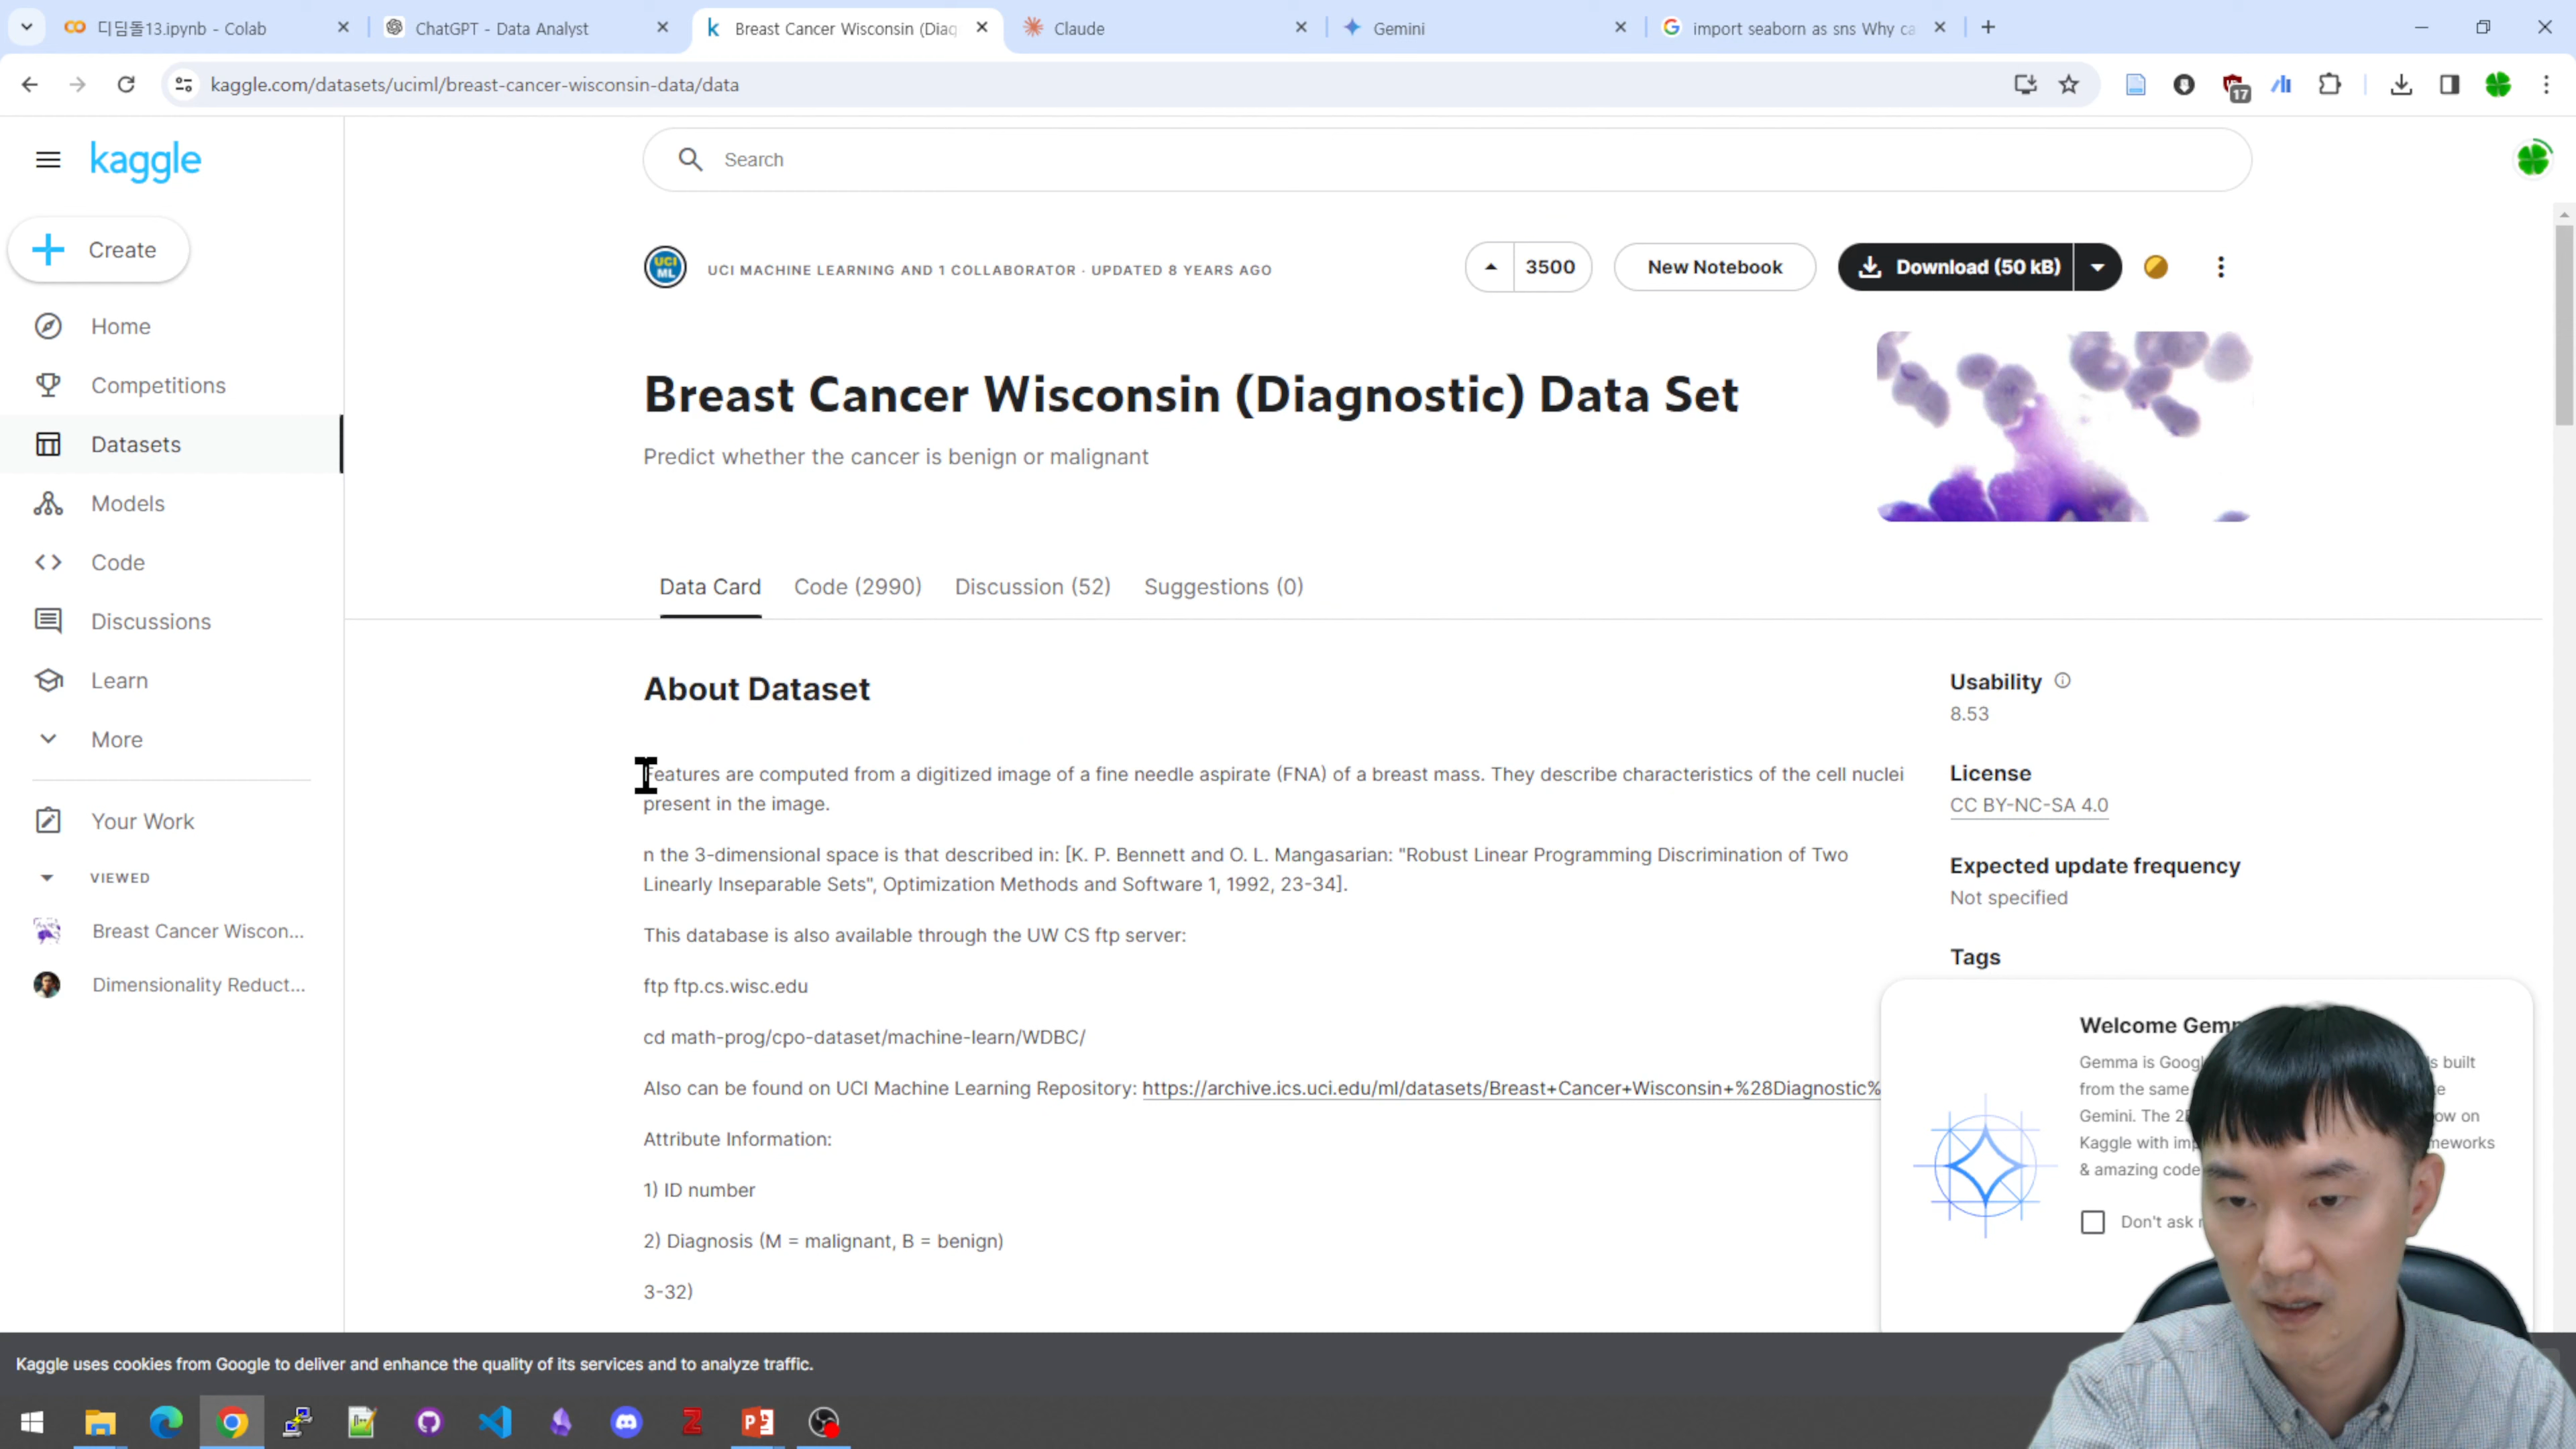 디딤돌13.ipynb - Colab
ChatGPT - Data Analyst
Breast Cancer Wisconsin (Diag
Claude
Gemini
import seaborn as sns Why ca
kaggle.com/datasets/uciml/breast-cancer-wisconsin-data/data
17
kaggle
Search
Create
Home
Competitions
Datasets
Models
Code
Discussions
Learn
More
Your Work
VIEWED
Breast Cancer Wiscon...
Dimensionality Reduct...
UCI ML
UCI MACHINE LEARNING AND 1 COLLABORATOR · UPDATED 8 YEARS AGO
3500
New Notebook
Download (50 kB)
Breast Cancer Wisconsin (Diagnostic) Data Set
Predict whether the cancer is benign or malignant
Data Card
Code (2990)
Discussion (52)
Suggestions (0)
About Dataset
Features are computed from a digitized image of a fine needle aspirate (FNA) of a breast mass. They describe characteristics of the cell nuclei
present in the image.
n the 3-dimensional space is that described in: [K. P. Bennett and O. L. Mangasarian: "Robust Linear Programming Discrimination of Two
Linearly Inseparable Sets", Optimization Methods and Software 1, 1992, 23-34].
This database is also available through the UW CS ftp server:
ftp ftp.cs.wisc.edu
cd math-prog/cpo-dataset/machine-learn/WDBC/
Also can be found on UCI Machine Learning Repository: https://archive.ics.uci.edu/ml/datasets/Breast+Cancer+Wisconsin+%28Diagnostic%
Attribute Information:
1) ID number
2) Diagnosis (M = malignant, B = benign)
3-32)
Usability
8.53
License
CC BY-NC-SA 4.0
Expected update frequency
Not specified
Tags
Welcome
Gemma is built
from the same
Gemini. The on
Kaggle with
& amazing code
Don't ask
Kaggle uses cookies from Google to deliver and enhance the quality of its services and to analyze traffic.